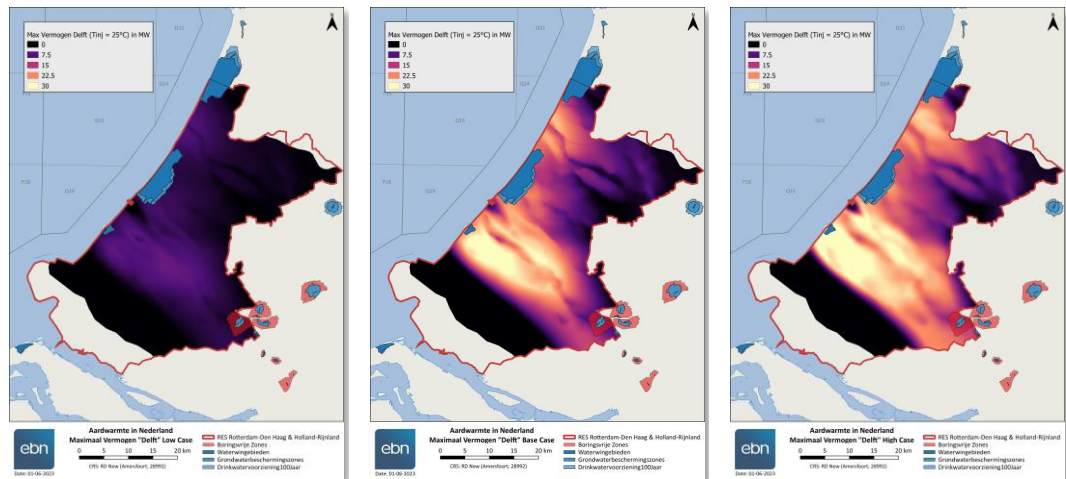 Max Vermogen Delft (Tinj = 25°C) in MW
0
7.5
15
22.5
30
N
ebn
Date: 01-06-2023
Aardwarmte in Nederland
Maximaal Vermogen "Delft" Low Case
0 5 10 15 20 km
CRS: RD New (Amersfoort; 28992)
RES Rotterdam-Den Haag & Holland-Rijnland
Boringsvrije Zones
Waterwingebieden
Grondwaterbeschermingszones
Drinkwatervoorziening100Jaar
Max Vermogen Delft (Tinj = 25°C) in MW
0
7.5
15
22.5
30
N
ebn
Date: 01-06-2023
Aardwarmte in Nederland
Maximaal Vermogen "Delft" Base Case
0 5 10 15 20 km
CRS: RD New (Amersfoort; 28992)
RES Rotterdam-Den Haag & Holland-Rijnland
Boringsvrije Zones
Waterwingebieden
Grondwaterbeschermingszones
Drinkwatervoorziening100Jaar
Max Vermogen Delft (Tinj = 25°C) in MW
0
7.5
15
22.5
30
N
ebn
Date: 01-06-2023
Aardwarmte in Nederland
Maximaal Vermogen "Delft" High Case
0 5 10 15 20 km
CRS: RD New (Amersfoort; 28992)
RES Rotterdam-Den Haag & Holland-Rijnland
Boringsvrije Zones
Waterwingebieden
Grondwaterbeschermingszones
Drinkwatervoorziening100Jaar